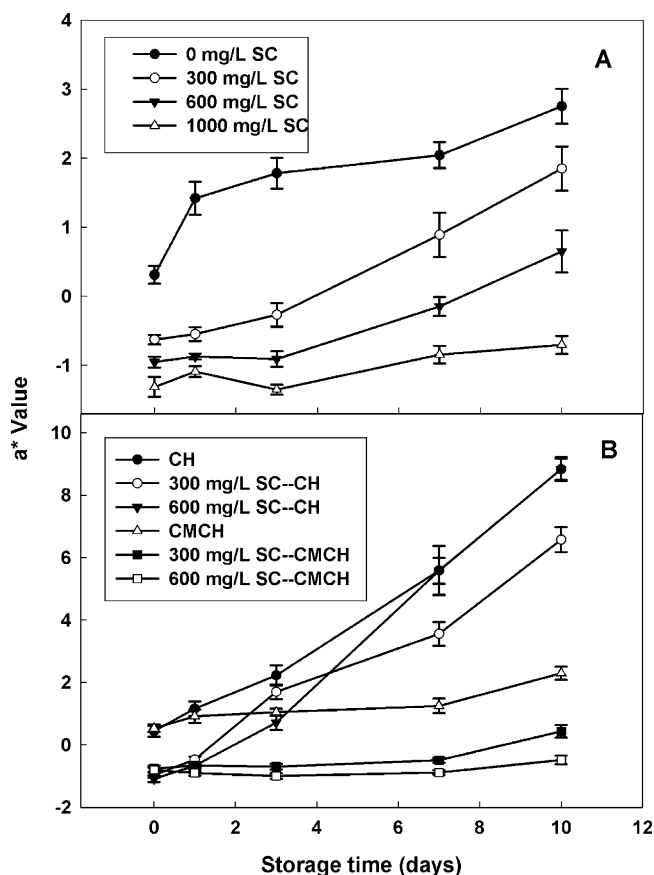 4
0 mg/L SC
300 mg/L SC
600 mg/L SC
1000 mg/L SC
A
3
2
1
0
-1
a* Value
10
CH
300 mg/L SC--CH
600 mg/L SC--CH
CMCH
300 mg/L SC--CMCH
600 mg/L SC--CMCH
B
8
6
4
2
0
-2
0 2 4 6 8 10 12
Storage time (days)